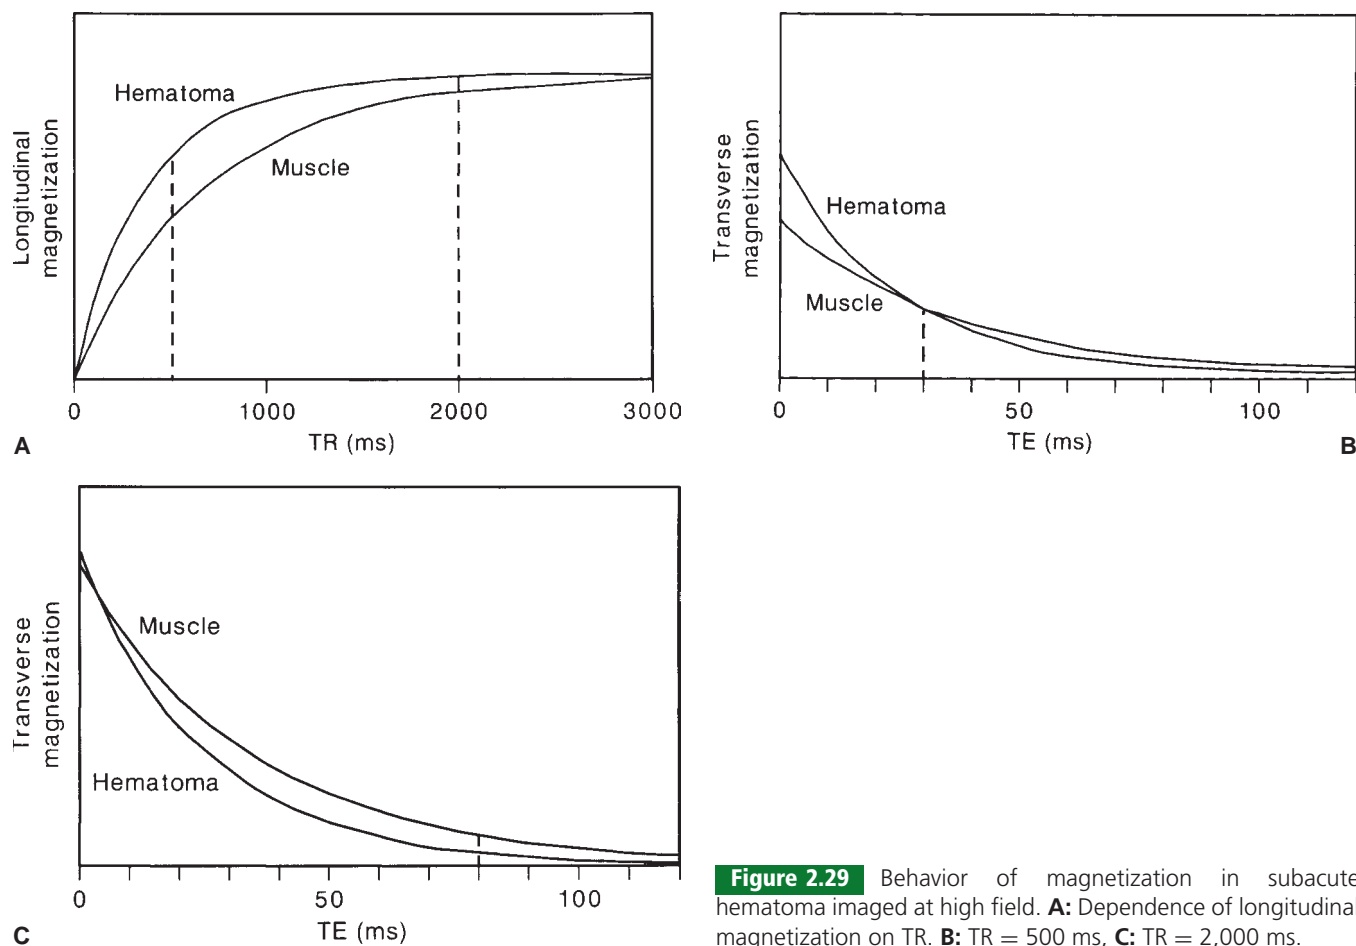 Hematoma
Muscle
Longitudinal
magnetization
0 1000 2000 3000
TR (ms)
A
Hematoma
Muscle
Transverse
magnetization
0 50 100
TE (ms)
B
Muscle
Hematoma
Transverse
magnetization
0 50 100
TE (ms)
C
Figure 2.29 Behavior of magnetization in subacute
hematoma imaged at high field. A: Dependence of longitudinal
magnetization on TR. B: TR = 500 ms, C: TR = 2,000 ms.